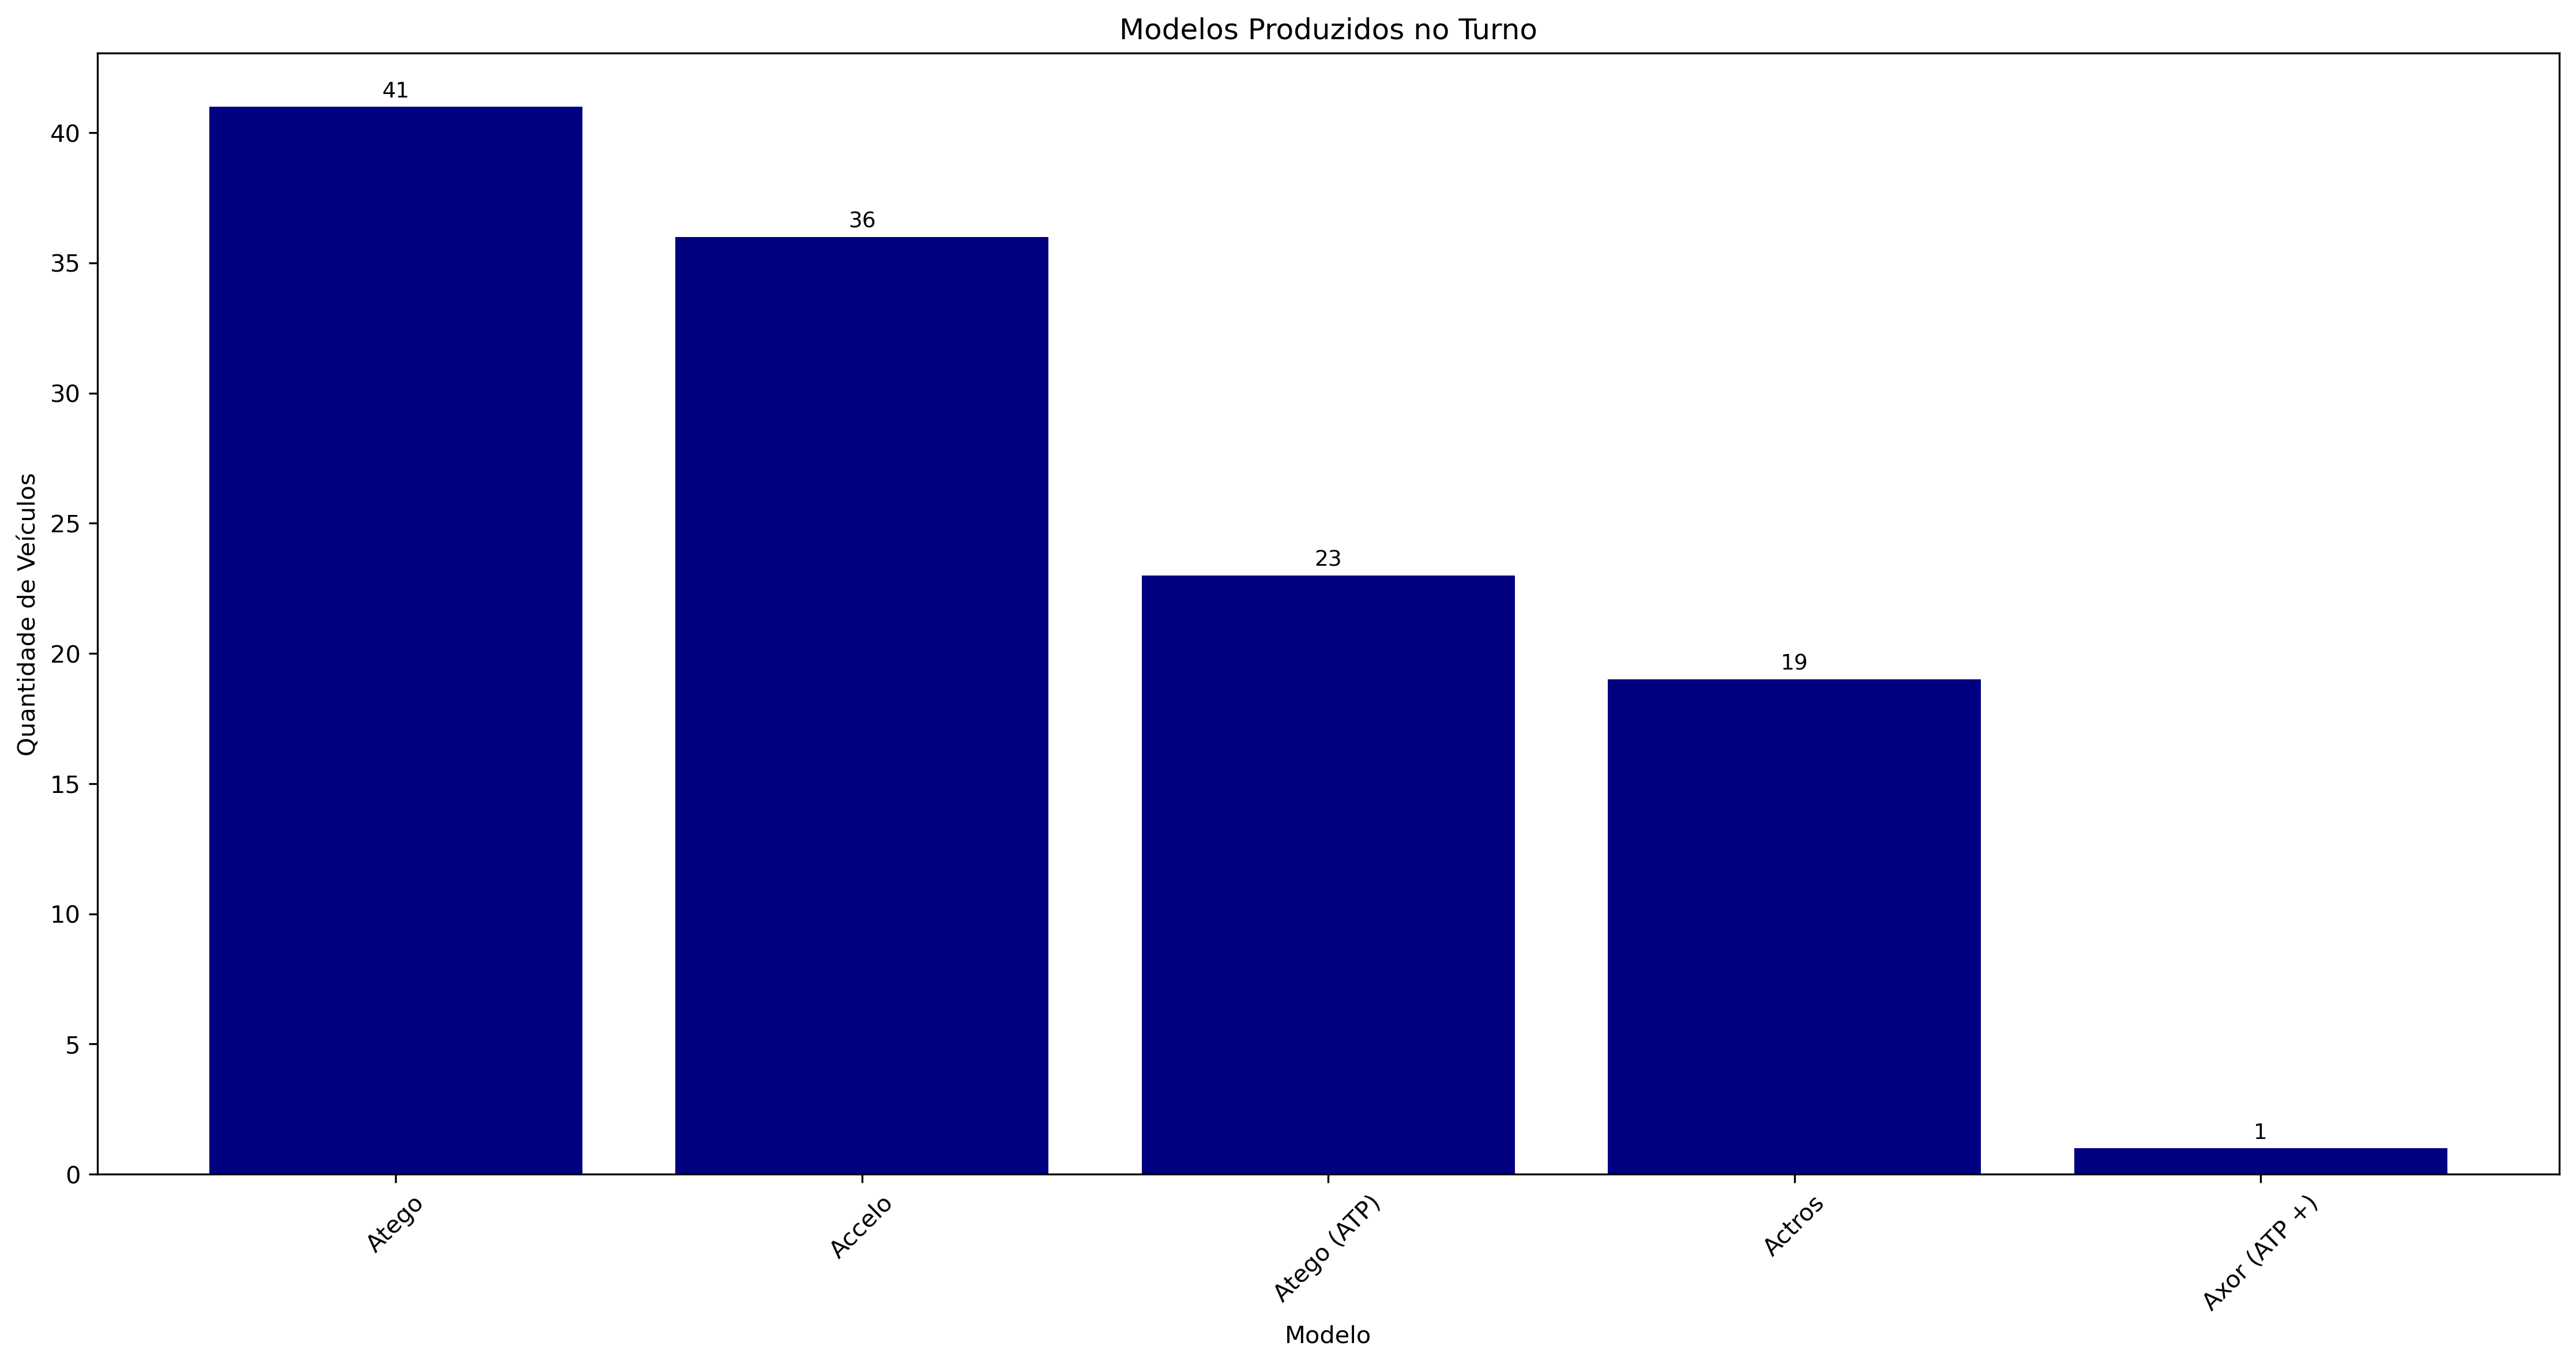 Modelos Produzidos no Turno
Quantidade de Veículos
40
35
30
25
20
15
10
5
0
41
36
23
19
1
Atego
Accelo
Atego (ATP)
Actros
Axor (ATP +)
Modelo